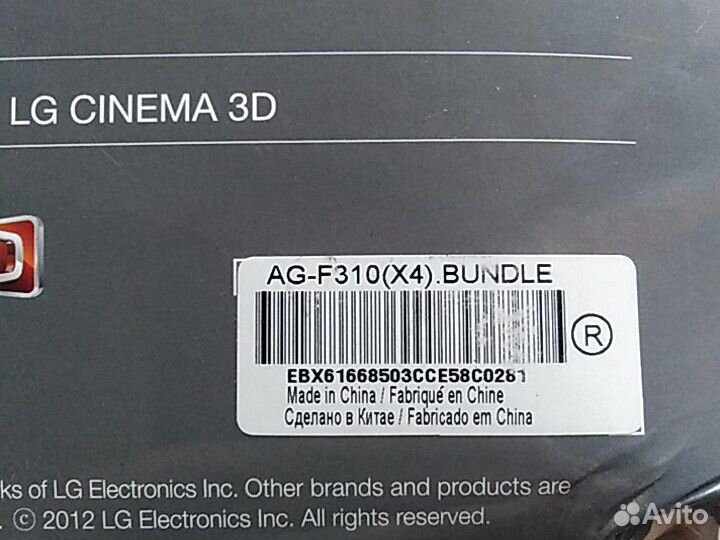 LG CINEMA 3D
AG-F310(X4).BUNDLE
R
EBX61668503CCE58C0281
Made in China / Fabriqué en Chine
Сделано в Китае / Fabricado em China
ks of LG Electronics Inc. Other brands and products are
. © 2012 LG Electronics Inc. All rights reserved.
Avito